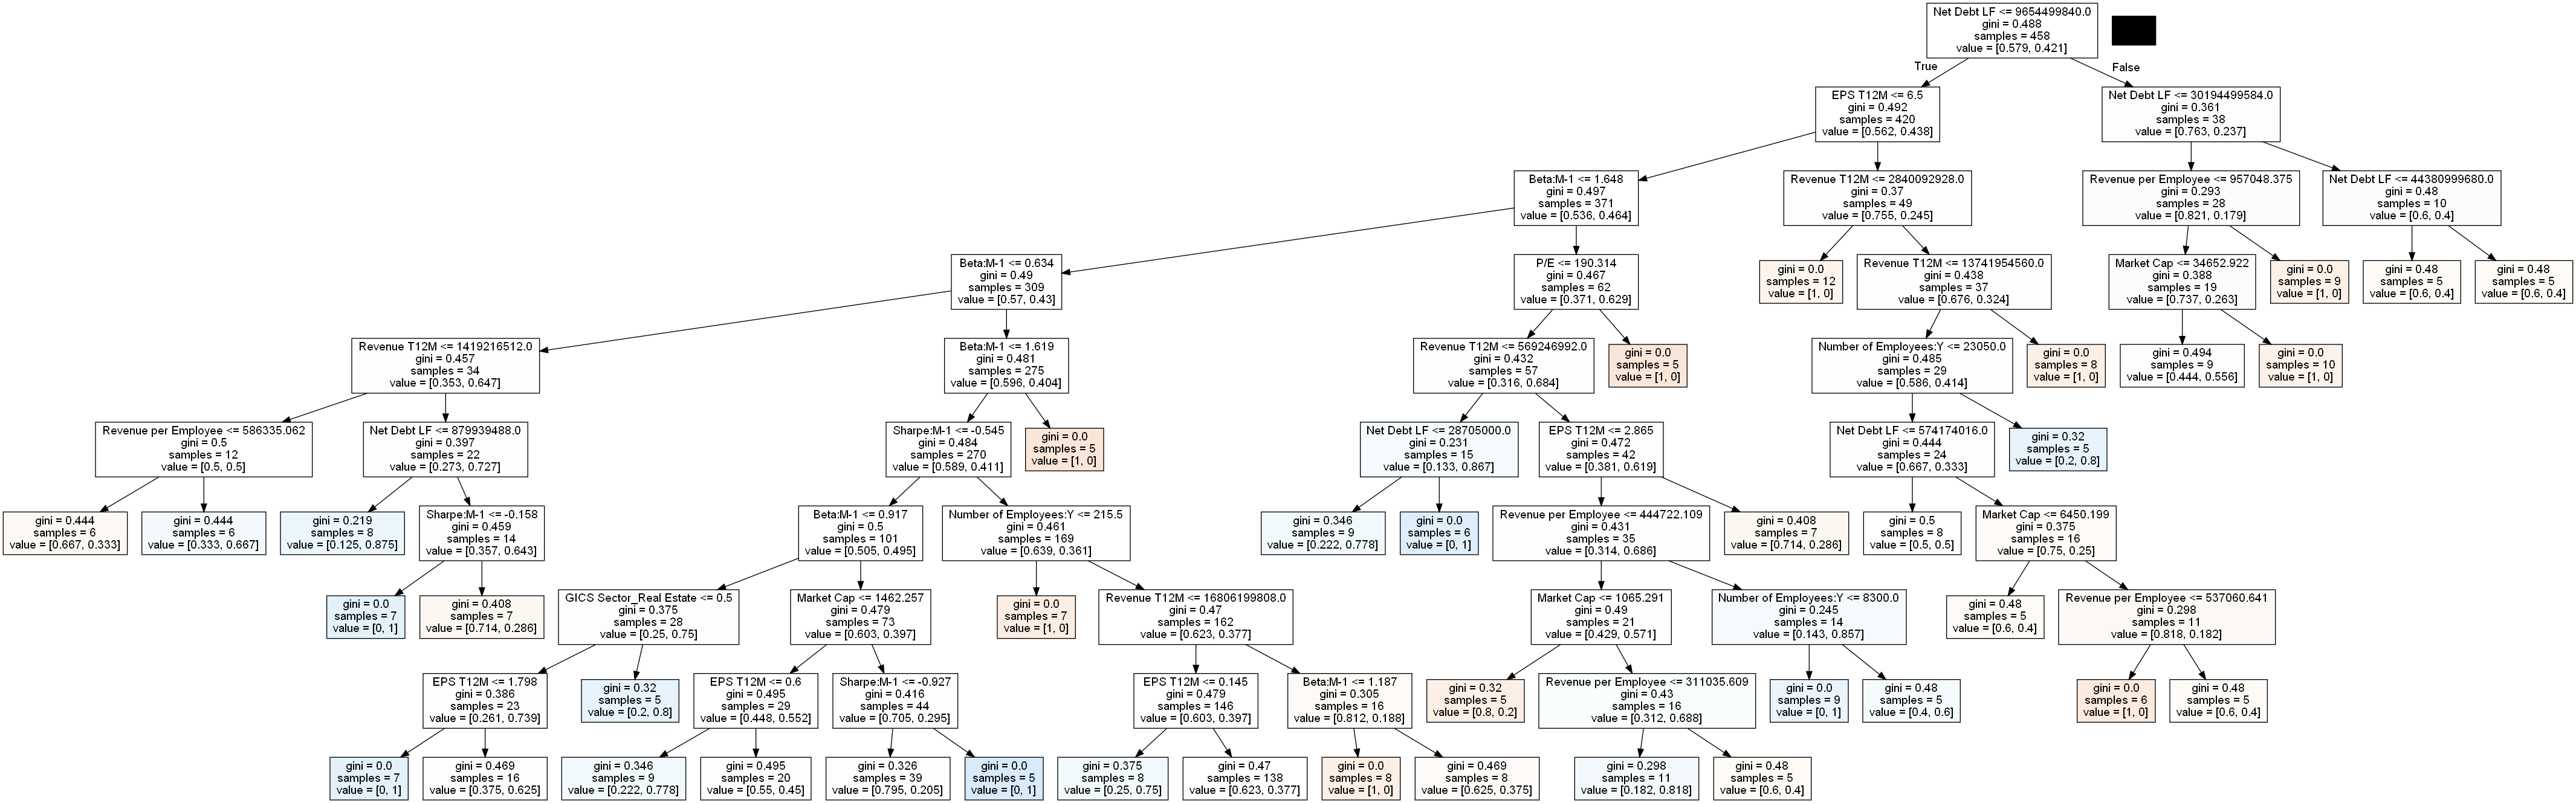 Net Debt LF <= 9654499840.0
gini = 0.488
samples = 458
value = [0.579, 0.421]
True
False
EPS T12M <= 6.5
gini = 0.492
samples = 420
value = [0.562, 0.438]
Net Debt LF <= 30194499584.0
gini = 0.361
samples = 38
value = [0.763, 0.237]
Beta:M-1 <= 1.648
gini = 0.497
samples = 371
value = [0.536, 0.464]
Revenue T12M <= 2840092928.0
gini = 0.37
samples = 49
value = [0.755, 0.245]
Revenue per Employee <= 957048.375
gini = 0.293
samples = 28
value = [0.821, 0.179]
Net Debt LF <= 44380999680.0
gini = 0.48
samples = 10
value = [0.6, 0.4]
Beta:M-1 <= 0.634
gini = 0.49
samples = 309
value = [0.57, 0.43]
P/E <= 190.314
gini = 0.467
samples = 62
value = [0.371, 0.629]
gini = 0.0
samples = 12
value = [1, 0]
Revenue T12M <= 13741954560.0
gini = 0.438
samples = 37
value = [0.676, 0.324]
Market Cap <= 34652.922
gini = 0.388
samples = 19
value = [0.737, 0.263]
gini = 0.0
samples = 9
value = [1, 0]
gini = 0.48
samples = 5
value = [0.6, 0.4]
gini = 0.48
samples = 5
value = [0.6, 0.4]
Revenue T12M <= 1419216512.0
gini = 0.457
samples = 34
value = [0.353, 0.647]
Beta:M-1 <= 1.619
gini = 0.481
samples = 275
value = [0.596, 0.404]
Revenue T12M <= 569246992.0
gini = 0.432
samples = 57
value = [0.316, 0.684]
gini = 0.0
samples = 5
value = [1, 0]
Number of Employees:Y <= 23050.0
gini = 0.485
samples = 29
value = [0.586, 0.414]
gini = 0.0
samples = 8
value = [1, 0]
gini = 0.494
samples = 9
value = [0.444, 0.556]
gini = 0.0
samples = 10
value = [1, 0]
Revenue per Employee <= 586335.062
gini = 0.5
samples = 12
value = [0.5, 0.5]
Net Debt LF <= 879939488.0
gini = 0.397
samples = 22
value = [0.273, 0.727]
Sharpe:M-1 <= -0.545
gini = 0.484
samples = 270
value = [0.589, 0.411]
gini = 0.0
samples = 5
value = [1, 0]
Net Debt LF <= 28705000.0
gini = 0.231
samples = 15
value = [0.133, 0.867]
EPS T12M <= 2.865
gini = 0.472
samples = 42
value = [0.381, 0.619]
Net Debt LF <= 574174016.0
gini = 0.444
samples = 24
value = [0.667, 0.333]
gini = 0.32
samples = 5
value = [0.2, 0.8]
gini = 0.444
samples = 6
value = [0.667, 0.333]
gini = 0.444
samples = 6
value = [0.333, 0.667]
gini = 0.219
samples = 8
value = [0.125, 0.875]
Sharpe:M-1 <= -0.158
gini = 0.459
samples = 14
value = [0.357, 0.643]
Beta:M-1 <= 0.917
gini = 0.5
samples = 101
value = [0.505, 0.495]
Number of Employees:Y <= 215.5
gini = 0.461
samples = 169
value = [0.639, 0.361]
gini = 0.346
samples = 9
value = [0.222, 0.778]
gini = 0.0
samples = 6
value = [0, 1]
Revenue per Employee <= 444722.109
gini = 0.431
samples = 35
value = [0.314, 0.686]
gini = 0.408
samples = 7
value = [0.714, 0.286]
gini = 0.5
samples = 8
value = [0.5, 0.5]
Market Cap <= 6450.199
gini = 0.375
samples = 16
value = [0.75, 0.25]
gini = 0.0
samples = 7
value = [0, 1]
gini = 0.408
samples = 7
value = [0.714, 0.286]
GICS Sector_Real Estate <= 0.5
gini = 0.375
samples = 28
value = [0.25, 0.75]
Market Cap <= 1462.257
gini = 0.479
samples = 73
value = [0.603, 0.397]
gini = 0.0
samples = 7
value = [1, 0]
Revenue T12M <= 16806199808.0
gini = 0.47
samples = 162
value = [0.623, 0.377]
Market Cap <= 1065.291
gini = 0.49
samples = 21
value = [0.429, 0.571]
Number of Employees:Y <= 8300.0
gini = 0.245
samples = 14
value = [0.143, 0.857]
gini = 0.48
samples = 5
value = [0.6, 0.4]
Revenue per Employee <= 537060.641
gini = 0.298
samples = 11
value = [0.818, 0.182]
EPS T12M <= 1.798
gini = 0.386
samples = 23
value = [0.261, 0.739]
gini = 0.32
samples = 5
value = [0.2, 0.8]
EPS T12M <= 0.6
gini = 0.495
samples = 29
value = [0.448, 0.552]
Sharpe:M-1 <= -0.927
gini = 0.416
samples = 44
value = [0.705, 0.295]
EPS T12M <= 0.145
gini = 0.479
samples = 146
value = [0.603, 0.397]
Beta:M-1 <= 1.187
gini = 0.305
samples = 16
value = [0.812, 0.188]
gini = 0.32
samples = 5
value = [0.8, 0.2]
Revenue per Employee <= 311035.609
gini = 0.43
samples = 16
value = [0.312, 0.688]
gini = 0.0
samples = 9
value = [0, 1]
gini = 0.48
samples = 5
value = [0.4, 0.6]
gini = 0.0
samples = 6
value = [1, 0]
gini = 0.48
samples = 5
value = [0.6, 0.4]
gini = 0.0
samples = 7
value = [0, 1]
gini = 0.469
samples = 16
value = [0.375, 0.625]
gini = 0.346
samples = 9
value = [0.222, 0.778]
gini = 0.495
samples = 20
value = [0.55, 0.45]
gini = 0.326
samples = 39
value = [0.795, 0.205]
gini = 0.0
samples = 5
value = [0, 1]
gini = 0.375
samples = 8
value = [0.25, 0.75]
gini = 0.47
samples = 138
value = [0.623, 0.377]
gini = 0.0
samples = 8
value = [1, 0]
gini = 0.469
samples = 8
value = [0.625, 0.375]
gini = 0.298
samples = 11
value = [0.182, 0.818]
gini = 0.48
samples = 5
value = [0.6, 0.4]